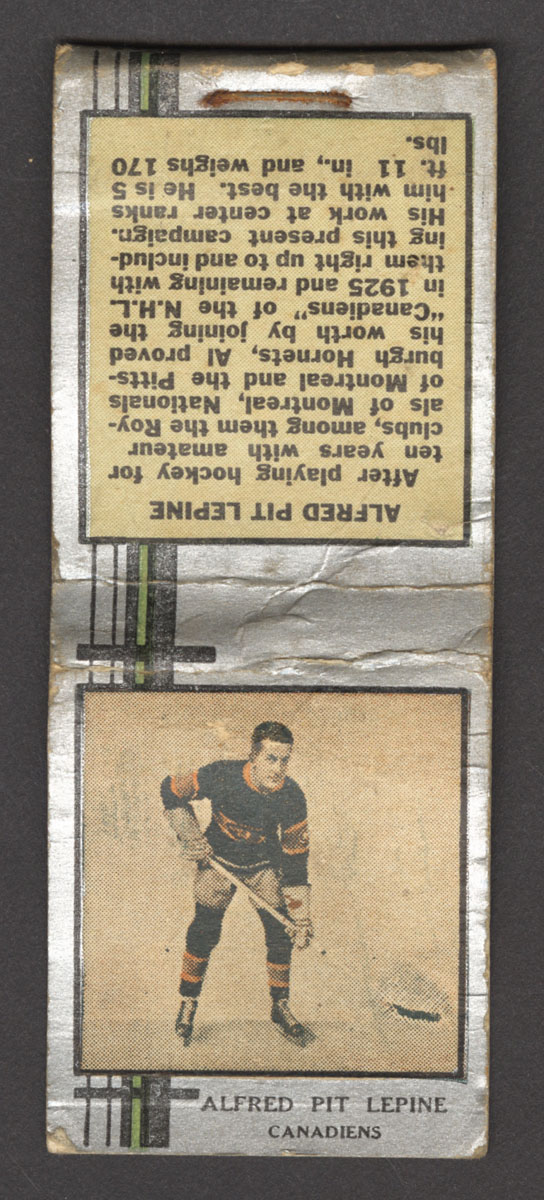 ALFRED PIT LEPINE
After playing hockey for
ten years with amateur
clubs, among them the Roy-
als of Montreal, Nationals
of Montreal and the Pitts-
burgh Hornets, Al proved
his worth by joining the
"Canadiens" of the N.H.L.
in 1925 and remaining with
them right up to and includ-
ing this present campaign.
His work at center ranks
him with the best. He is 5
ft. 11 in., and weighs 170
lbs.
ALFRED PIT LEPINE
CANADIENS